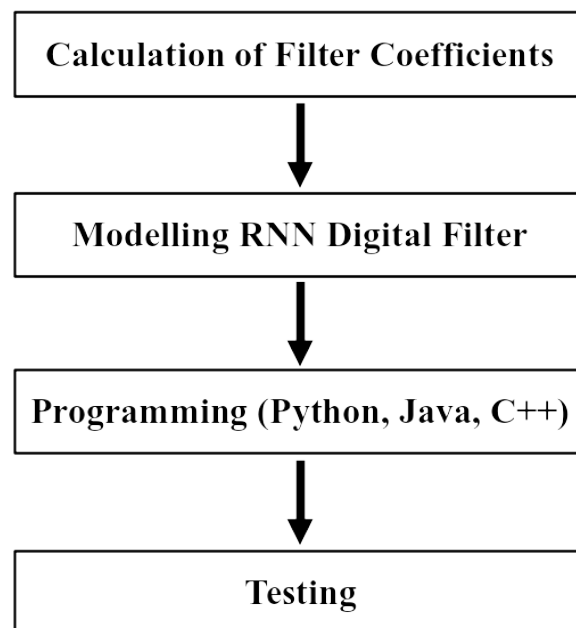 Calculation of Filter Coefficients
Modelling RNN Digital Filter
Programming (Python, Java, C++)
Testing